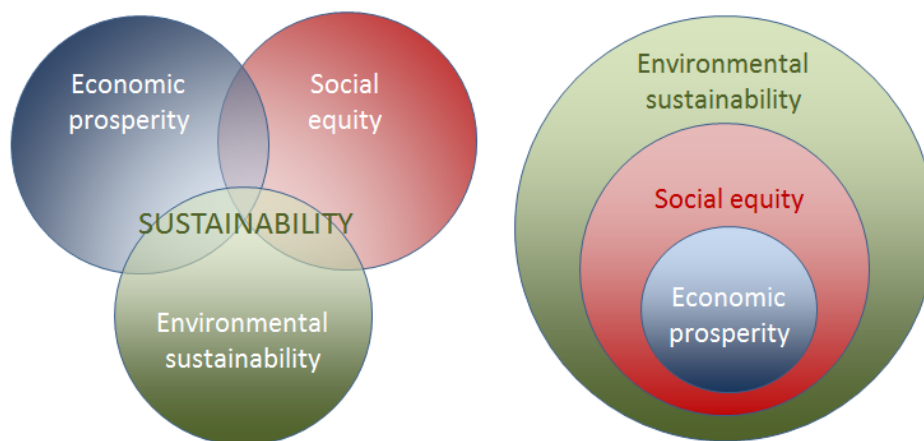 Economic
prosperity
Social
equity
SUSTAINABILITY
Environmental
sustainability
Environmental
sustainability
Social equity
Economic
prosperity